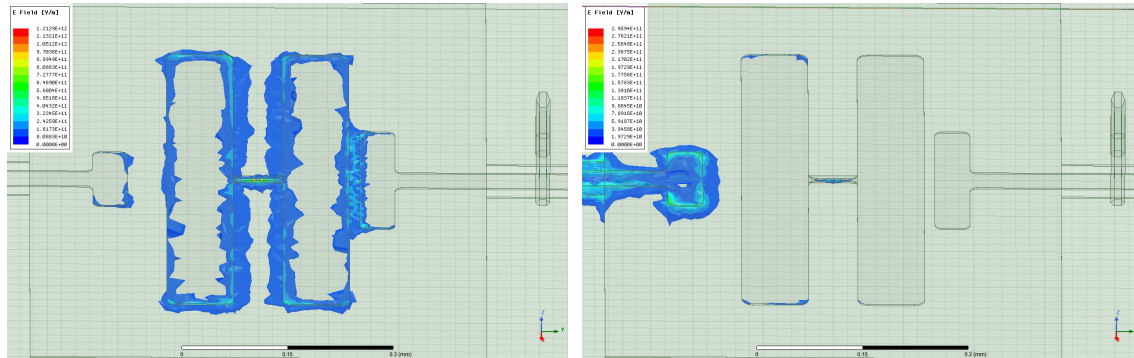 E Field [V/m]
1.2129E+12
1.1321E+12
1.0512E+12
9.7036E+11
8.8949E+11
8.0863E+11
7.2777E+11
6.4690E+11
5.6604E+11
4.8518E+11
4.0432E+11
3.2345E+11
2.4259E+11
1.6173E+11
8.0863E+10
0.0000E+00
Z
Y
0
0.15
0.3 (mm)
E Field [V/m]
2.9594E+11
2.7621E+11
2.5648E+11
2.3675E+11
2.1702E+11
1.9729E+11
1.7756E+11
1.5783E+11
1.3810E+11
1.1837E+11
9.8645E+10
7.8916E+10
5.9187E+10
3.9458E+10
1.9729E+10
0.0000E+00
Z
0
0.15
0.3 (mm)